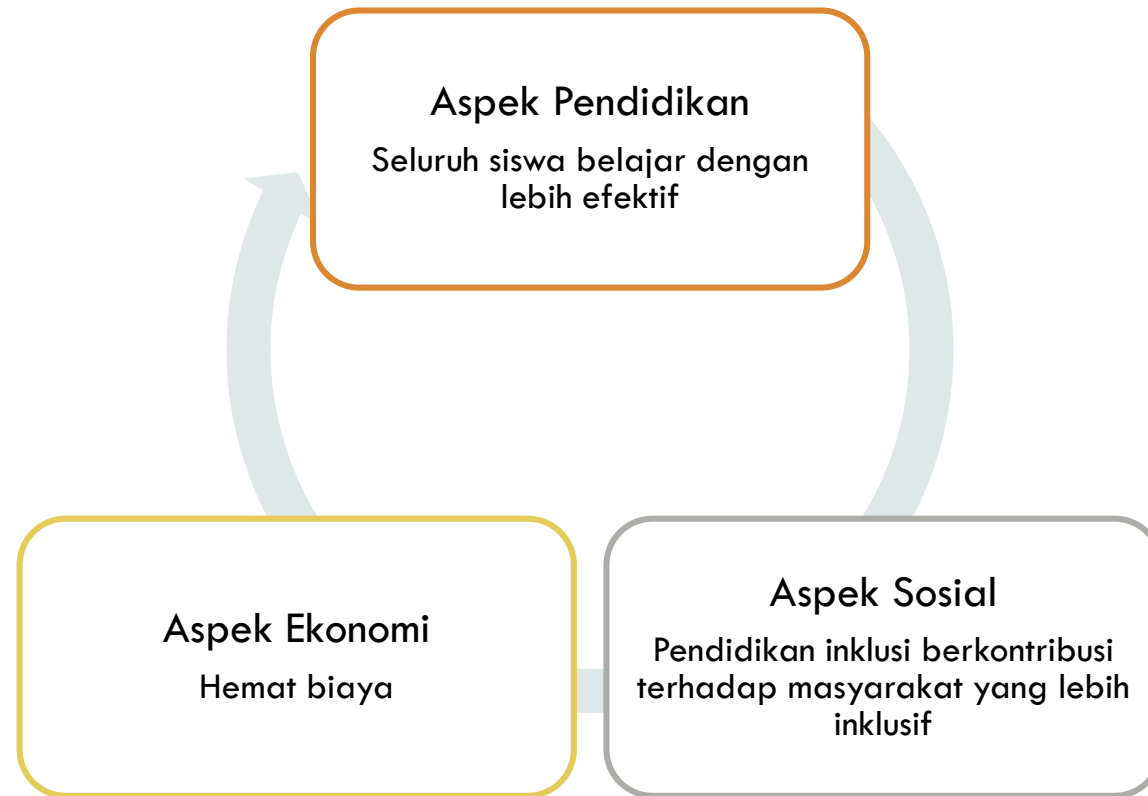 Aspek Pendidikan
Seluruh siswa belajar dengan
lebih efektif
Aspek Ekonomi
Hemat biaya
Aspek Sosial
Pendidikan inklusi berkontribusi
terhadap masyarakat yang lebih
inklusif